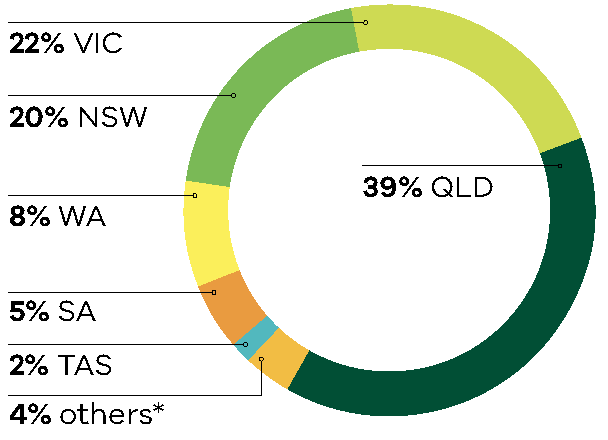 22% VIC
20% NSW
39% QLD
8% WA
5% SA
2% TAS
4% others*